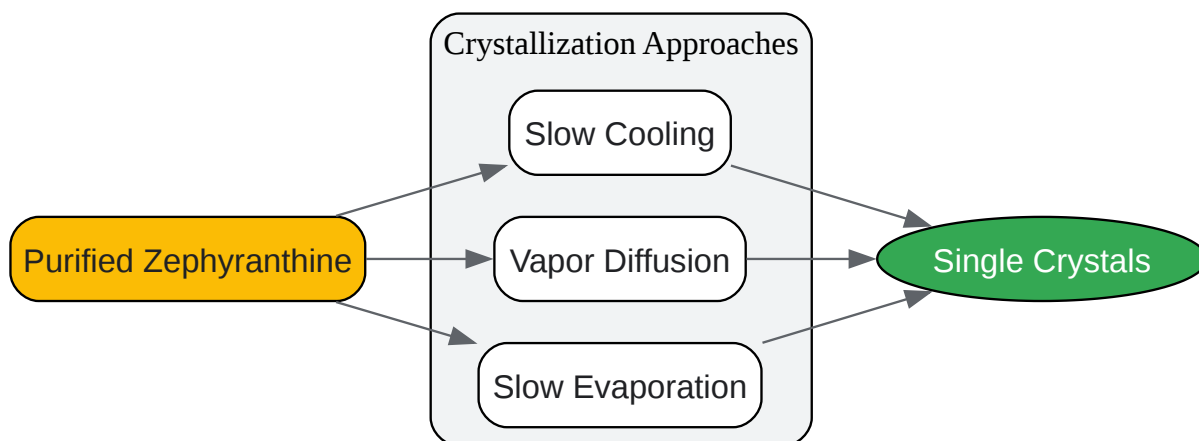 Crystallization Approaches
Slow Cooling
Purified Zephyranthine
Vapor Diffusion
Single Crystals
Slow Evaporation